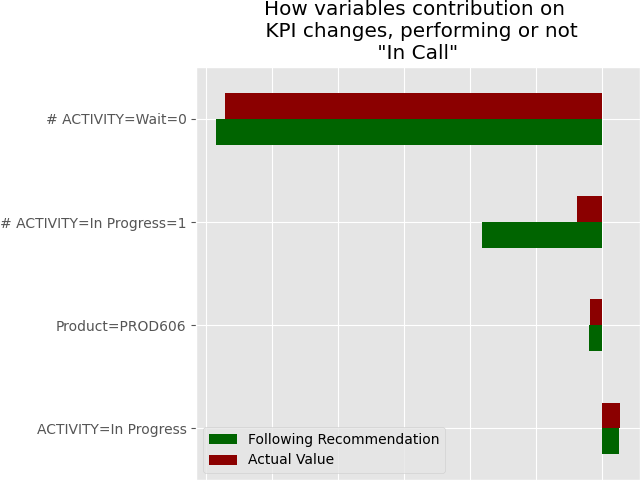 How variables contribution on
KPI changes, performing or not
"In Call"
# ACTIVITY=Wait=0
# ACTIVITY=In Progress=1
Product=PROD606
ACTIVITY=In Progress
Following Recommendation
Actual Value